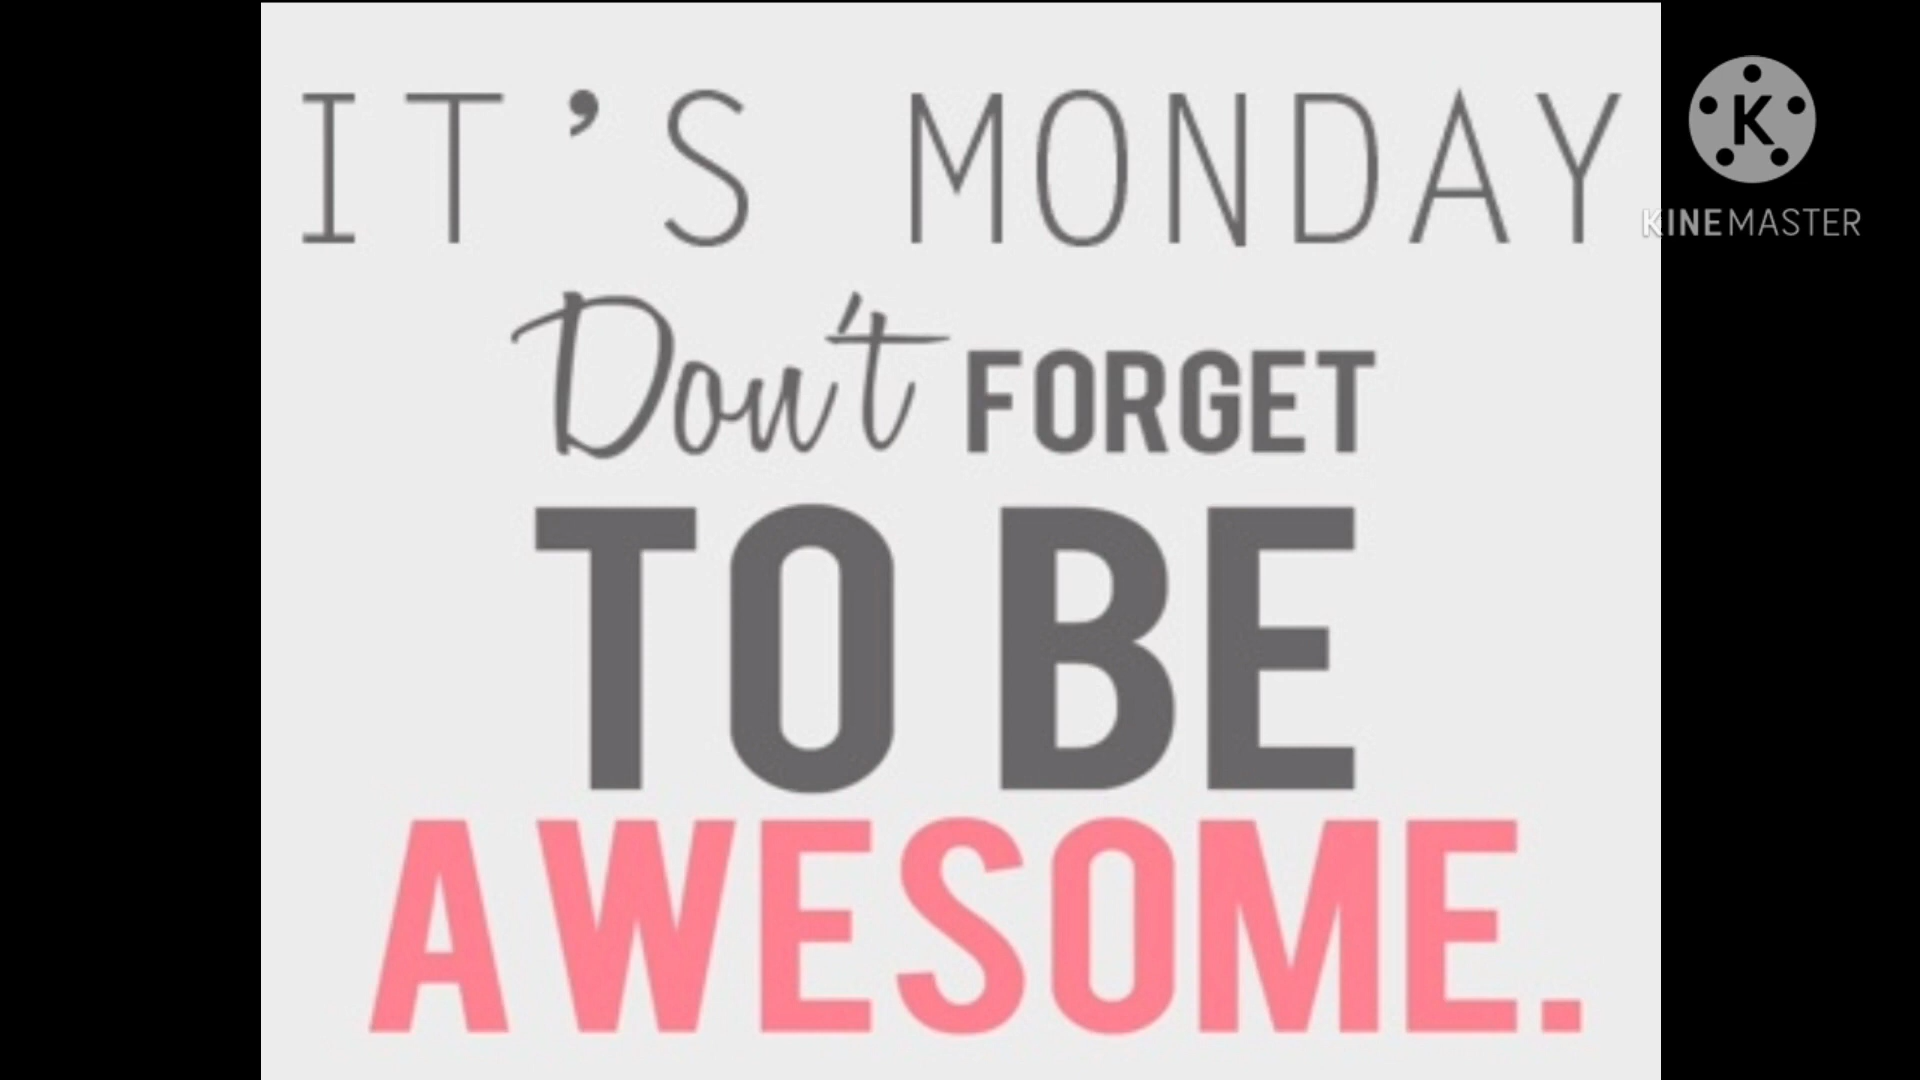 IT'S MONDAY
Don't FORGET
TO BE
AWESOME.
K
KINEMASTER